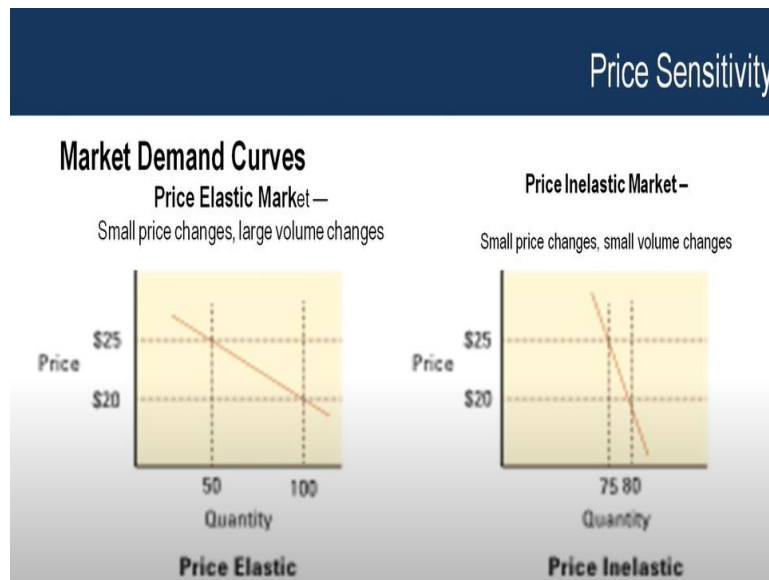 Price Sensitivity
Market Demand Curves
Price Elastic Market —
Small price changes, large volume changes
$25
Price
$20
50 100
Quantity
Price Elastic
Price Inelastic Market –
Small price changes, small volume changes
$25
Price
$20
75 80
Quantity
Price Inelastic